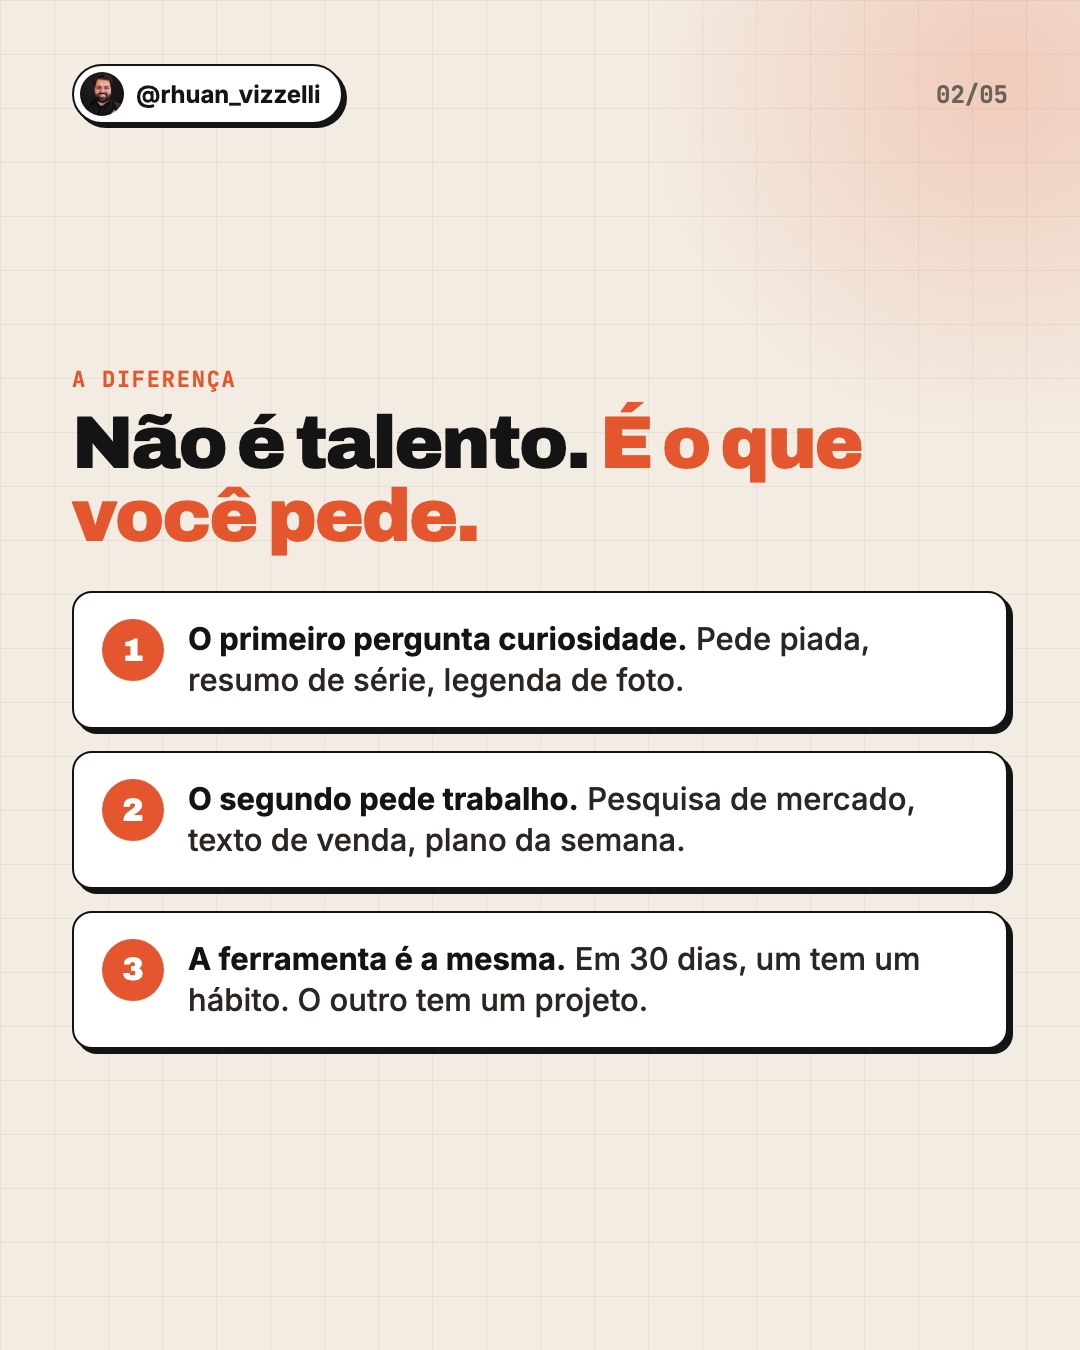 @rhuan_vizzelli
02/05
A DIFERENÇA
Não é talento. É o que
você pede.
1
O primeiro pergunta curiosidade. Pede piada,
resumo de série, legenda de foto.
2
O segundo pede trabalho. Pesquisa de mercado,
texto de venda, plano da semana.
3
A ferramenta é a mesma. Em 30 dias, um tem um
hábito. O outro tem um projeto.